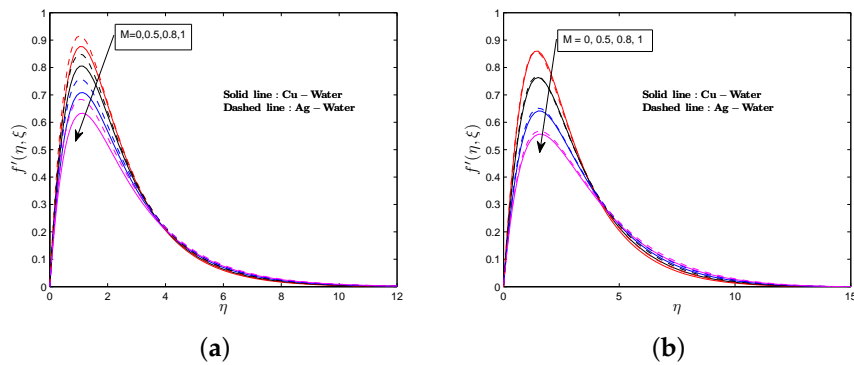 M=0,0.5,0.8,1
Solid line : Cu – Water
Dashed line : Ag – Water
f′(η, ξ)
1
0.9
0.8
0.7
0.6
0.5
0.4
0.3
0.2
0.1
0
0 2 4 6 8 10 12
η
(a)
M = 0, 0.5, 0.8, 1
Solid line : Cu – Water
Dashed line : Ag – Water
f′(η, ξ)
1
0.9
0.8
0.7
0.6
0.5
0.4
0.3
0.2
0.1
0
0 5 10 15
η
(b)